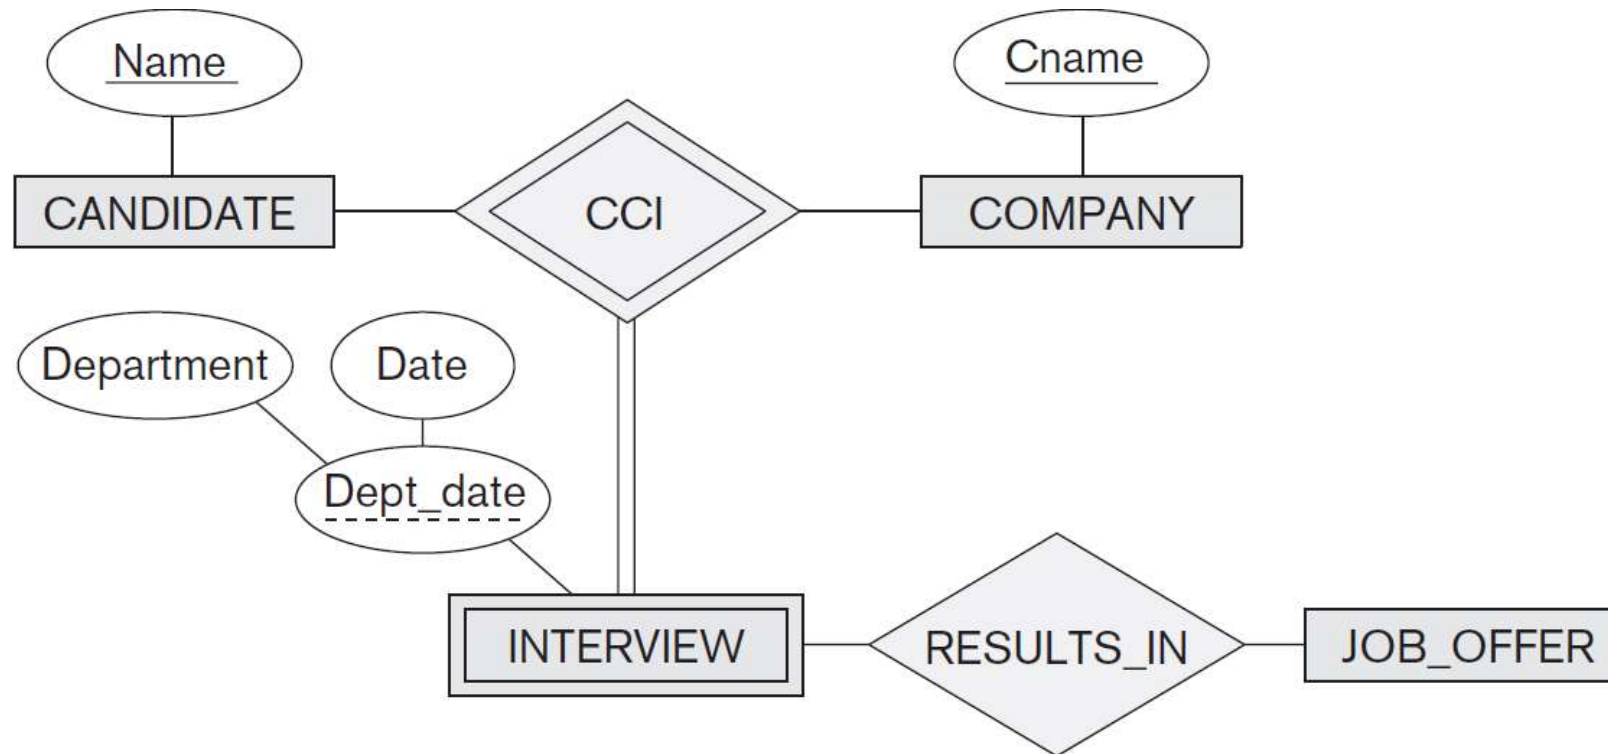 Name
Cname
CANDIDATE
CCI
COMPANY
Department
Date
Dept_date
INTERVIEW
RESULTS_IN
JOB_OFFER